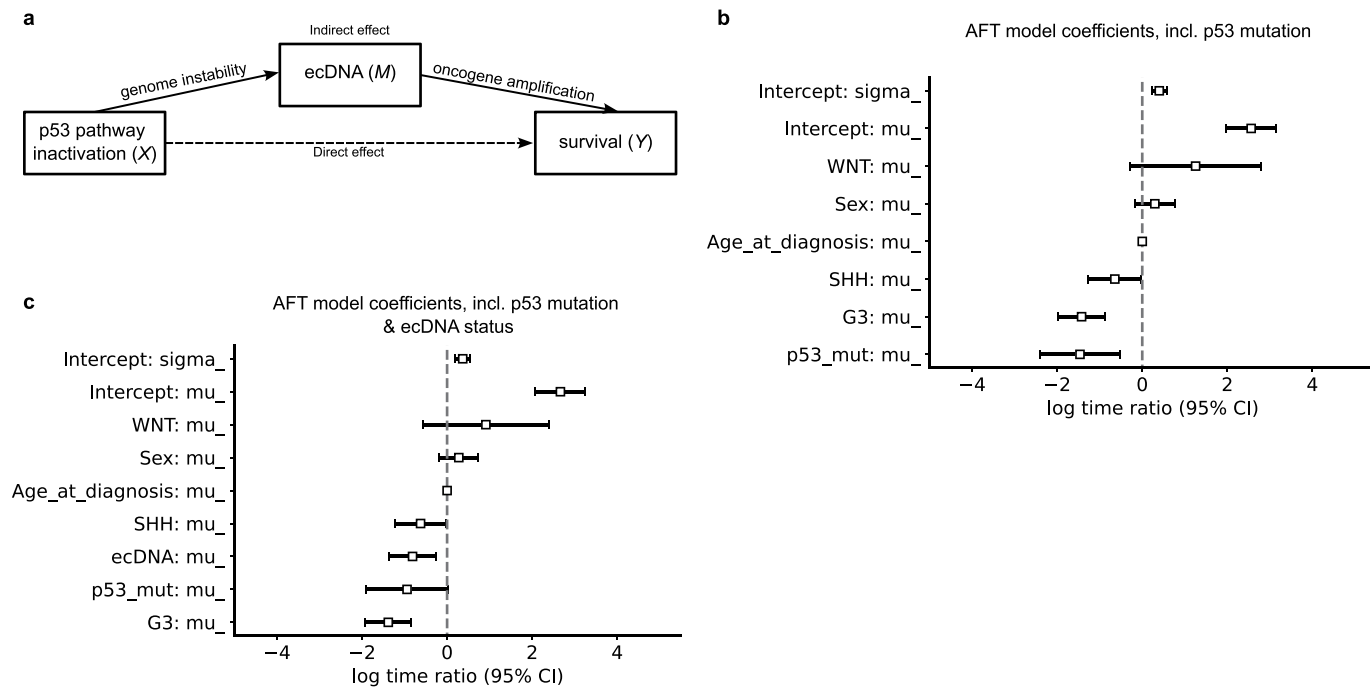 a
Indirect effect
ecDNA (M)
genome instability
oncogene amplification
p53 pathway
inactivation (X)
survival (Y)
Direct effect
b
AFT model coefficients, incl. p53 mutation
Intercept: sigma_
Intercept: mu_
WNT: mu_
Sex: mu_
Age_at_diagnosis: mu_
SHH: mu_
G3: mu_
p53_mut: mu_
−4 −2 0 2 4
log time ratio (95% CI)
c
AFT model coefficients, incl. p53 mutation
& ecDNA status
Intercept: sigma_
Intercept: mu_
WNT: mu_
Sex: mu_
Age_at_diagnosis: mu_
SHH: mu_
ecDNA: mu_
p53_mut: mu_
G3: mu_
−4 −2 0 2 4
log time ratio (95% CI)